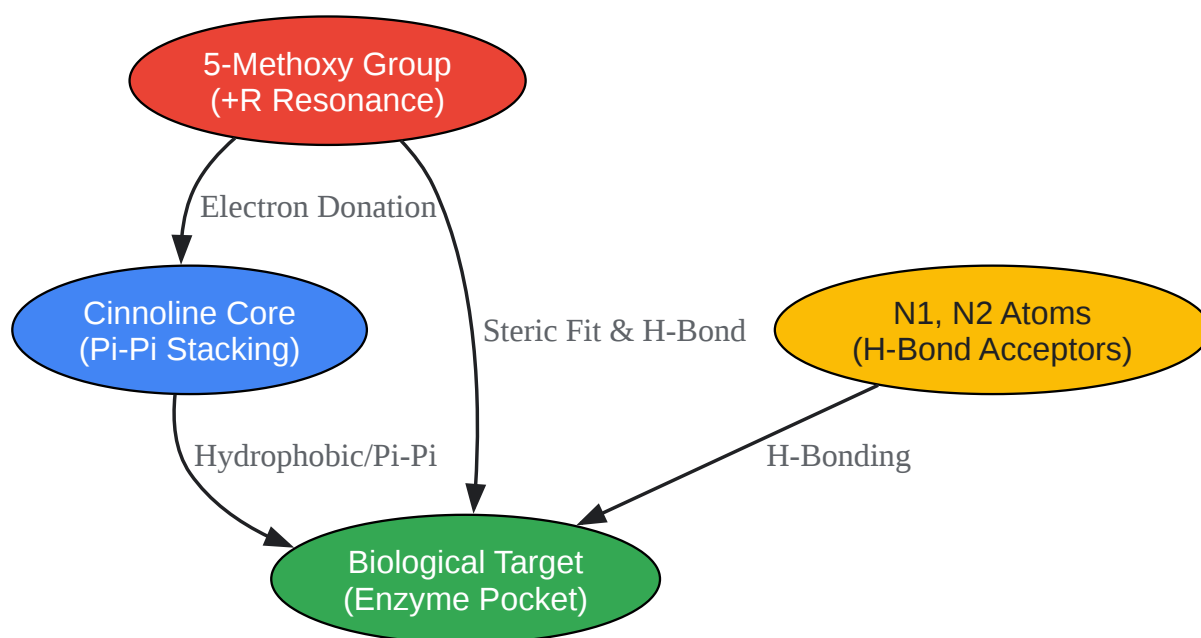 5-Methoxy Group
(+R Resonance)
Electron Donation
Cinnoline Core
(Pi-Pi Stacking)
Steric Fit & H-Bond
N1, N2 Atoms
(H-Bond Acceptors)
Hydrophobic/Pi-Pi
H-Bonding
Biological Target
(Enzyme Pocket)